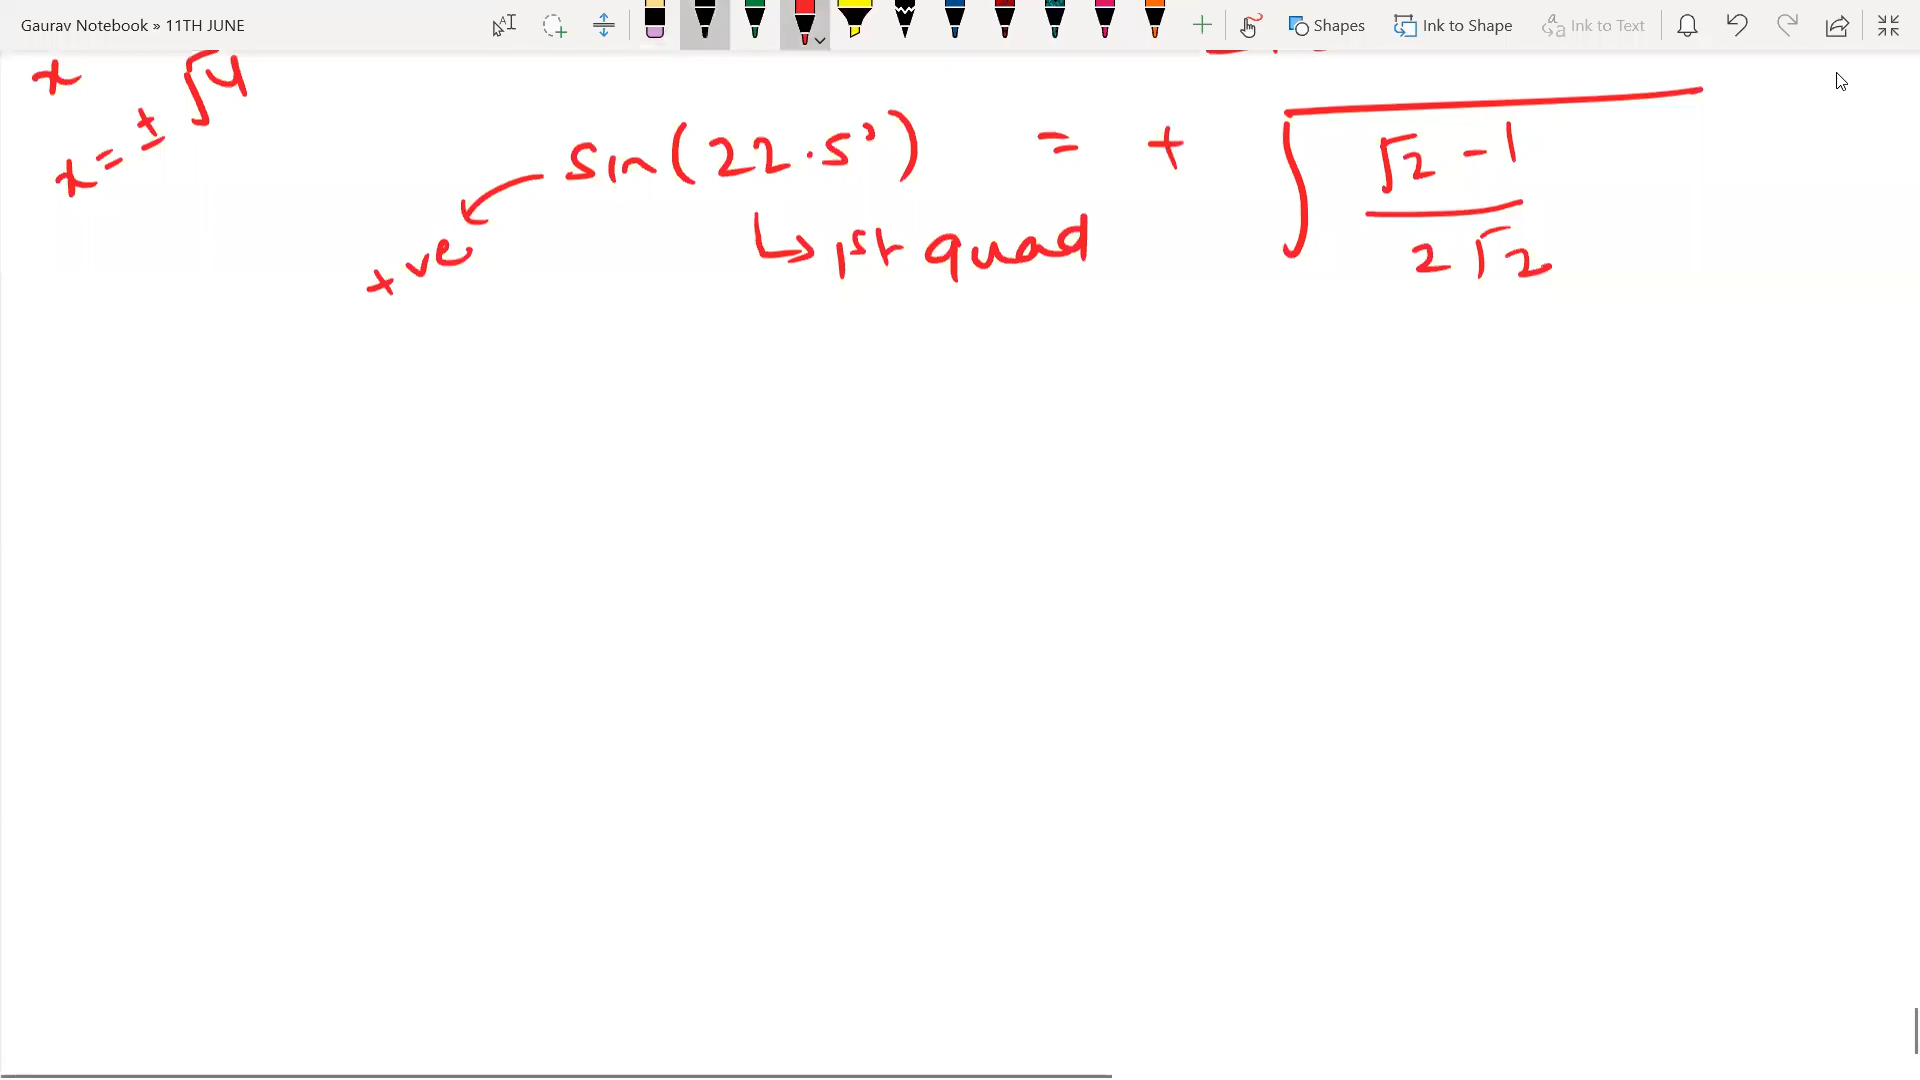 Gaurav Notebook » 11TH JUNE
Shapes
Ink to Shape
Ink to Text
x
x = ± √4
sin(22.5°) = + √((√2 - 1)/(2√2))
+ve
↳ 1st quad